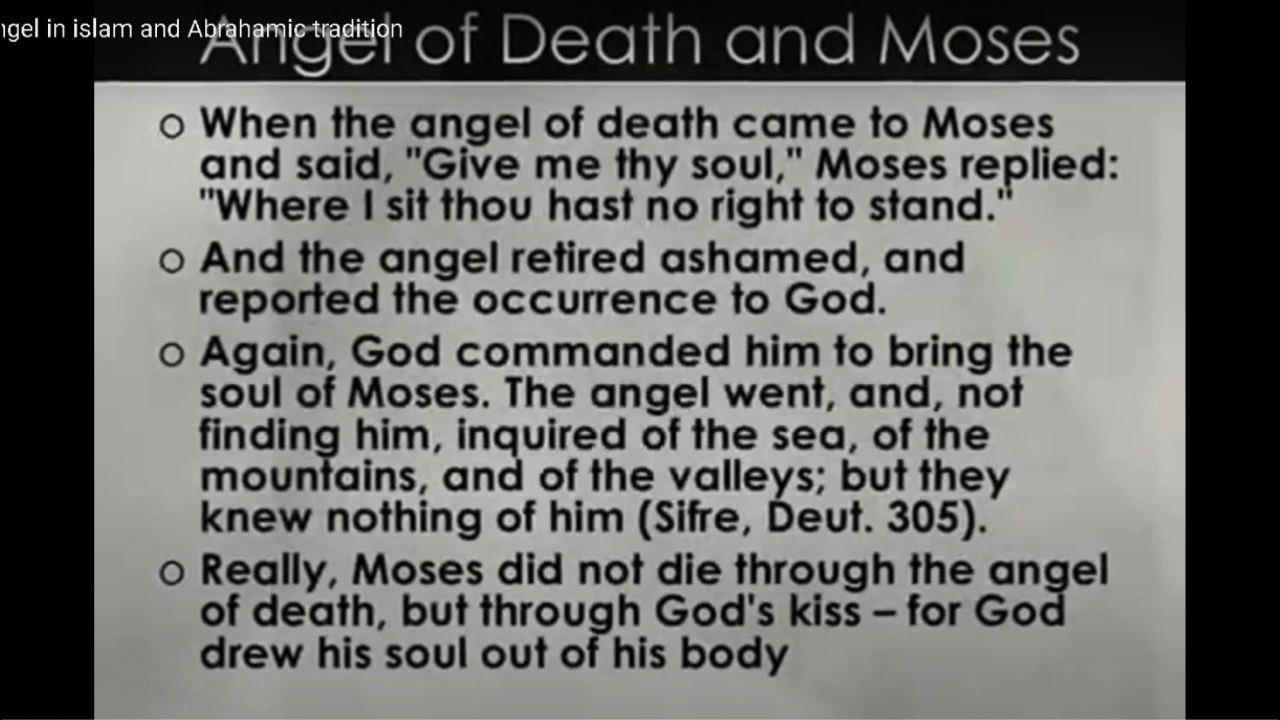 ngel in Islam and Abrahamic tradition
Angel of Death and Moses
o When the angel of death came to Moses
and said, "Give me thy soul," Moses replied:
"Where I sit thou hast no right to stand."
o And the angel retired ashamed, and
reported the occurrence to God.
o Again, God commanded him to bring the
soul of Moses. The angel went, and, not
finding him, inquired of the sea, of the
mountains, and of the valleys; but they
knew nothing of him (Sifre, Deut. 305).
o Really, Moses did not die through the angel
of death, but through God's kiss – for God
drew his soul out of his body